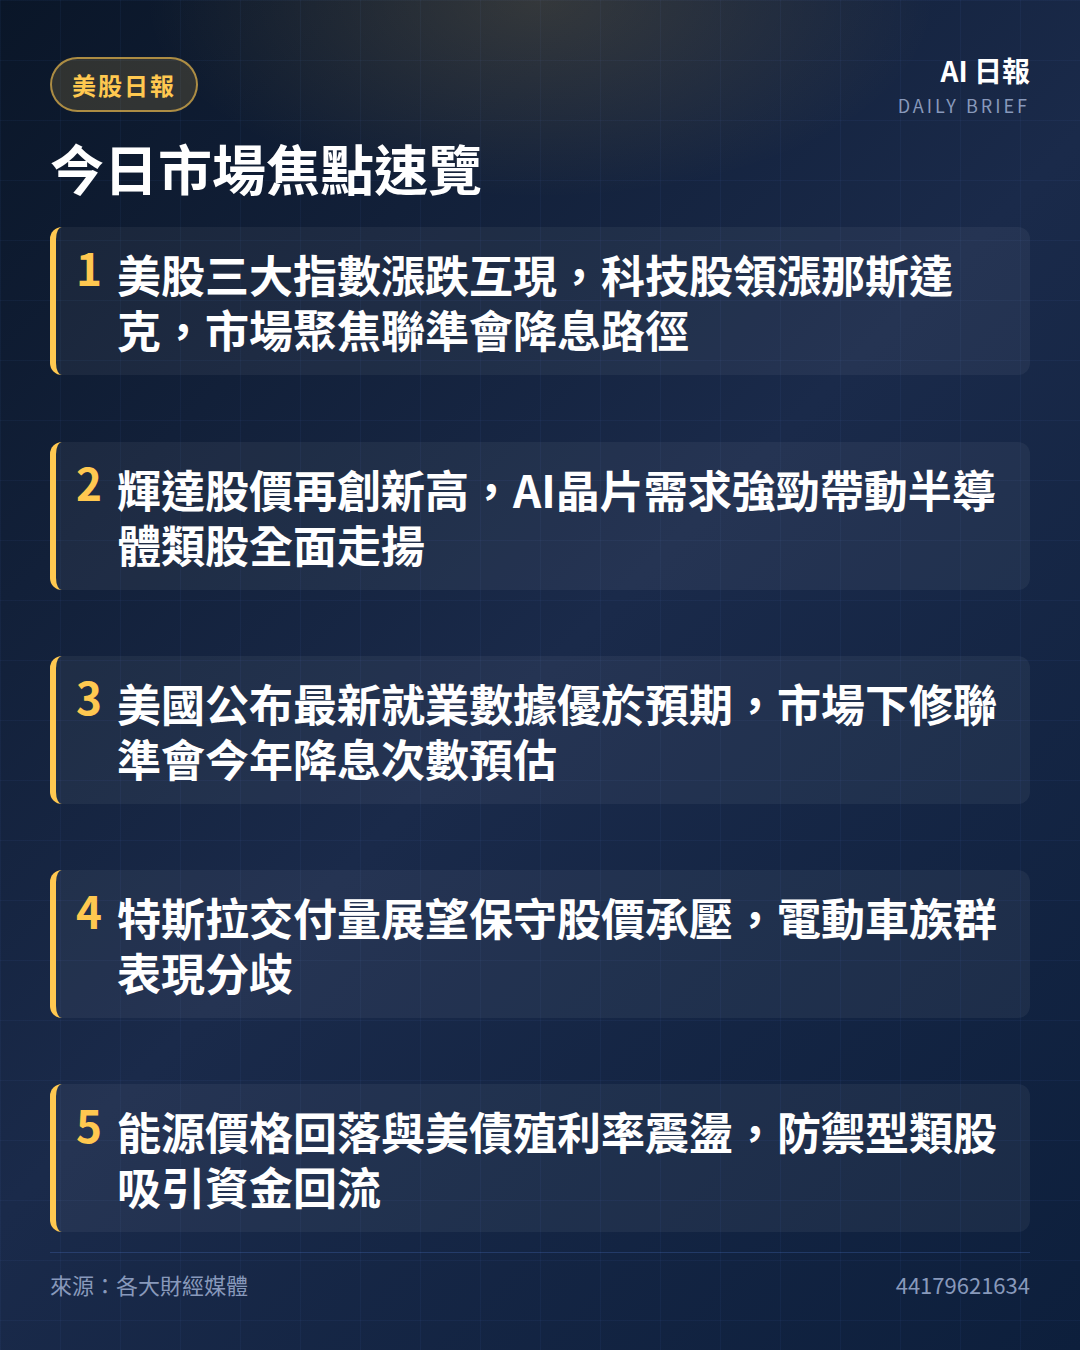 美股日報
AI 日報
DAILY BRIEF
今日市場焦點速覽
1 美股三大指數漲跌互現，科技股領漲那斯達
克，市場聚焦聯準會降息路徑
2 輝達股價再創新高，AI晶片需求強勁帶動半導
體類股全面走揚
3 美國公布最新就業數據優於預期，市場下修聯
準會今年降息次數預估
4 特斯拉交付量展望保守股價承壓，電動車族群
表現分歧
5 能源價格回落與美債殖利率震盪，防禦型類股
吸引資金回流
來源：各大財經媒體
44179621634